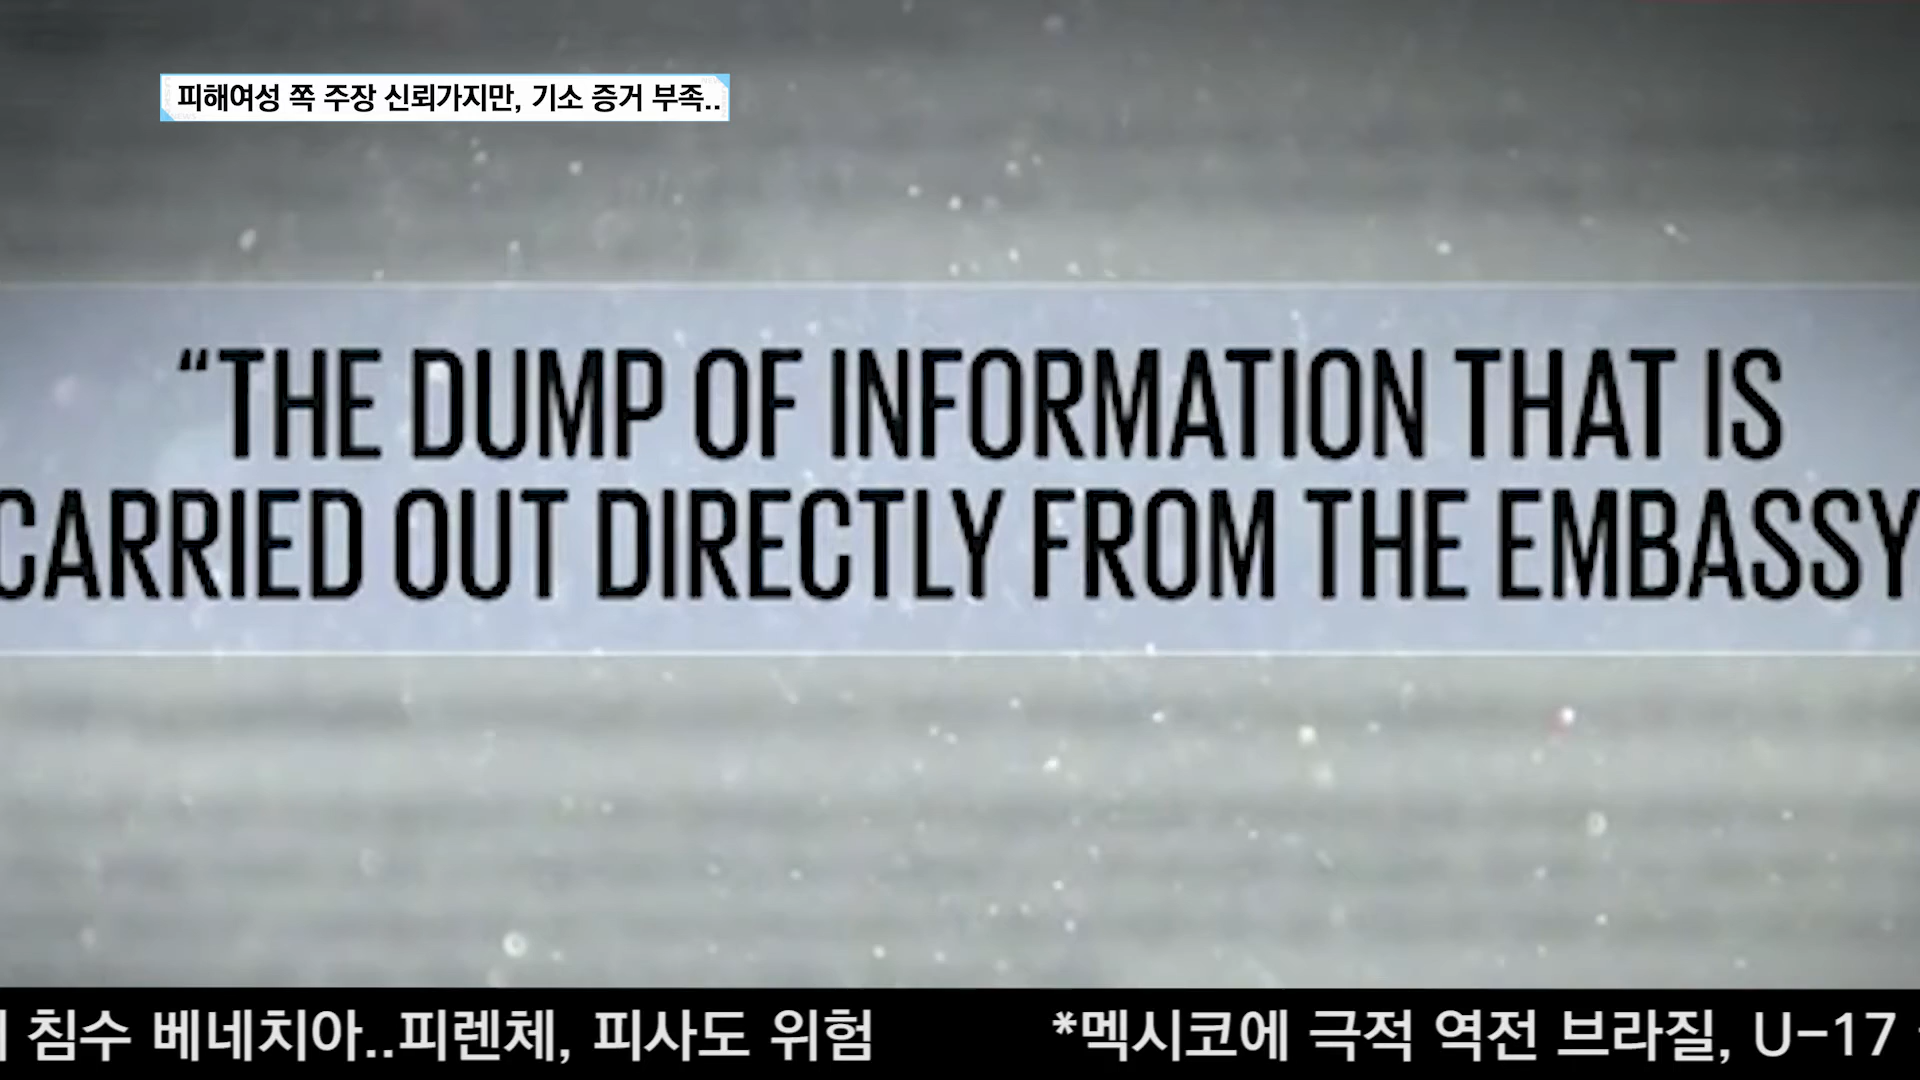 피해여성 쪽 주장 신뢰가지만, 기소 증거 부족..
“THE DUMP OF INFORMATION THAT IS
CARRIED OUT DIRECTLY FROM THE EMBASSY
침수 베네치아..피렌체, 피사도 위험 *멕시코에 극적 역전 브라질, U-17